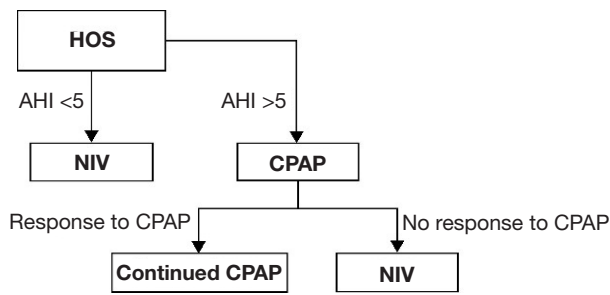 HOS
AHI <5
AHI >5
NIV
CPAP
Response to CPAP
No response to CPAP
Continued CPAP
NIV